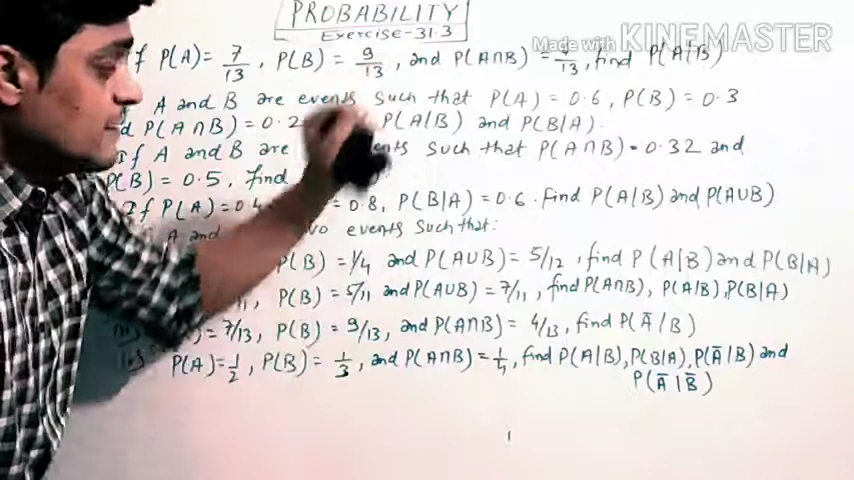 PROBABILITY
Exercise-31.3
Made with KINEMASTER
If P(A)= 7/13, P(B) = 9/13, and P(A∩B) = /13, find P(A|B)
A and B are events such that P(A) = 0.6, P(B) = 0.3
P(A∩B) = 0.2 P(A|B) and P(B|A).
If A and B are such that P(A∩B) = 0.32 and
P(B) = 0.5, find
If P(A) = 0.4 = 0.8, P(B|A) = 0.6. Find P(A|B) and P(A∪B)
A and events such that:
P(B) = 1/4 and P(A∪B) = 5/12, find P(A|B) and P(B|A)
P(B) = 5/11 and P(A∪B) = 7/11, find P(A∩B), P(A|B), P(B|A)
= 7/13, P(B) = 9/13, and P(A∩B) = 4/13, find P(Ā|B)
P(A)= 1/2, P(B) = 1/3, and P(A∩B) = 1/4, find P(A|B), P(B|A), P(Ā|B) and
P(Ā|B̄)